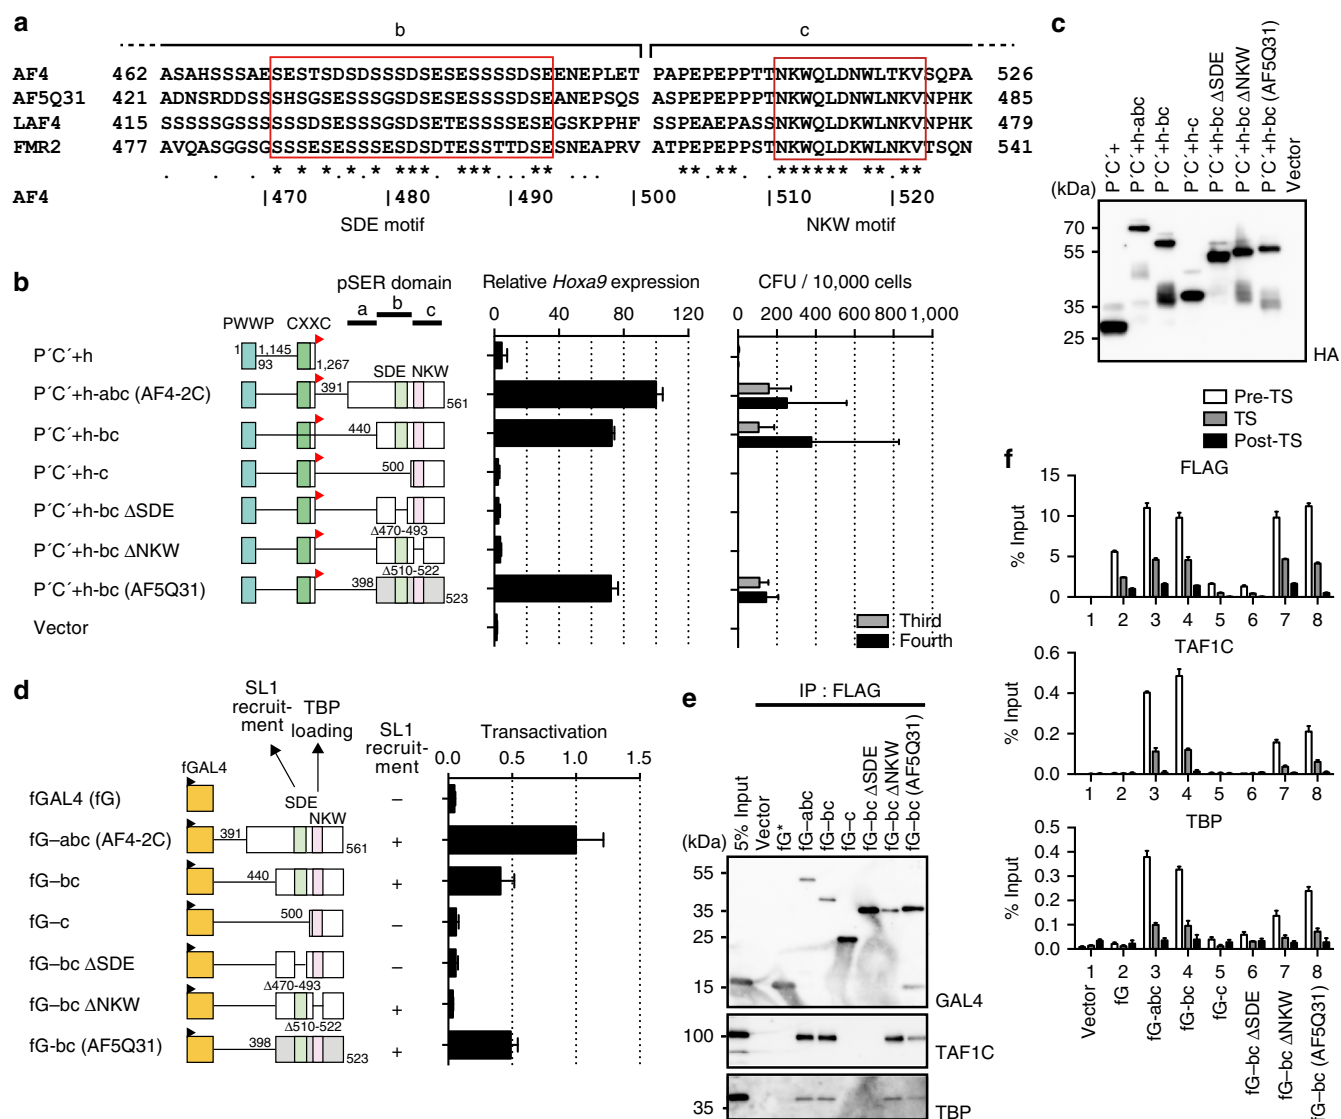 a
b
c
AF4 462 ASAHSSSAESESTSDSDSSSDSESESSSSDSEENEPLET PAPEPEPPTTNKWQLDNWLTKVSQPA 526
AF5Q31 421 ADNSRDDSSSHSGSESSSGSDSESESSSSDSEANEPSQS ASPEPEPPPTNKWQLDNWLNKVNPHK 485
LAF4 415 SSSSSGSSSSSSDSESSSGSDSETESSSSESEGSKPPHF SSPEAEPASSNKWQLDKWLNKVNPHK 479
FMR2 477 AVQASGGSGSSSESESSSESDSDTESSTTDSESNEAPRV ATPEPEPPSTNKWQLDKWLNKVTSQN 541
AF4 |470 |480 |490 |500 |510 |520
SDE motif
NKW motif
b
pSER domain
a b c
PWWP CXXC
Relative Hoxa9 expression
0 40 80 120
CFU / 10,000 cells
0 200 400 600 800 1,000
P´C´+h
1 93 1,145 1,267
SDE NKW
P´C´+h-abc (AF4-2C) 391 561
P´C´+h-bc 440
P´C´+h-c 500
P´C´+h-bc ΔSDE
Δ470-493
P´C´+h-bc ΔNKW
Δ510-522
P´C´+h-bc (AF5Q31) 398 523
Vector
Third
Fourth
c
P´C´+
P´C´+h-abc
P´C´+h-bc
P´C´+h-c
P´C´+h-bc ΔSDE
P´C´+h-bc ΔNKW
P´C´+h-bc (AF5Q31)
Vector
(kDa)
70
55
35
25
HA
d
SL1 recruit-ment
TBP loading
SL1 recruit-ment
Transactivation
0.0 0.5 1.0 1.5
fGAL4
SDE
NKW
fGAL4 (fG) –
fG–abc (AF4-2C) 391 561 +
fG–bc 440 +
fG–c 500 –
fG–bc ΔSDE –
Δ470-493
fG–bc ΔNKW +
Δ510-522
fG-bc (AF5Q31) 398 523 +
e
IP : FLAG
5% Input
Vector
fG*
fG–abc
fG–bc
fG–c
fG–bc ΔSDE
fG–bc ΔNKW
fG–bc (AF5Q31)
(kDa)
55
35
25
15
GAL4
100
TAF1C
35
TBP
Pre-TS
TS
Post-TS
f
FLAG
% Input
15
10
5
0
1 2 3 4 5 6 7 8
TAF1C
% Input
0.6
0.4
0.2
0.0
1 2 3 4 5 6 7 8
TBP
% Input
0.5
0.4
0.3
0.2
0.1
0.0
1 2 3 4 5 6 7 8
Vector
fG
fG-abc
fG-bc
fG-c
fG–bc ΔSDE
fG–bc ΔNKW
fG–bc (AF5Q31)